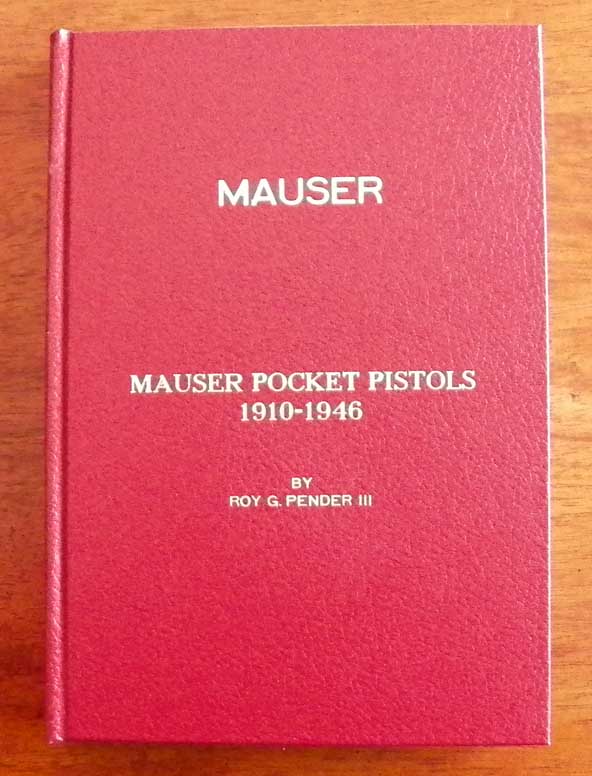 MAUSER
MAUSER POCKET PISTOLS
1910-1946
BY
ROY G. PENDER III